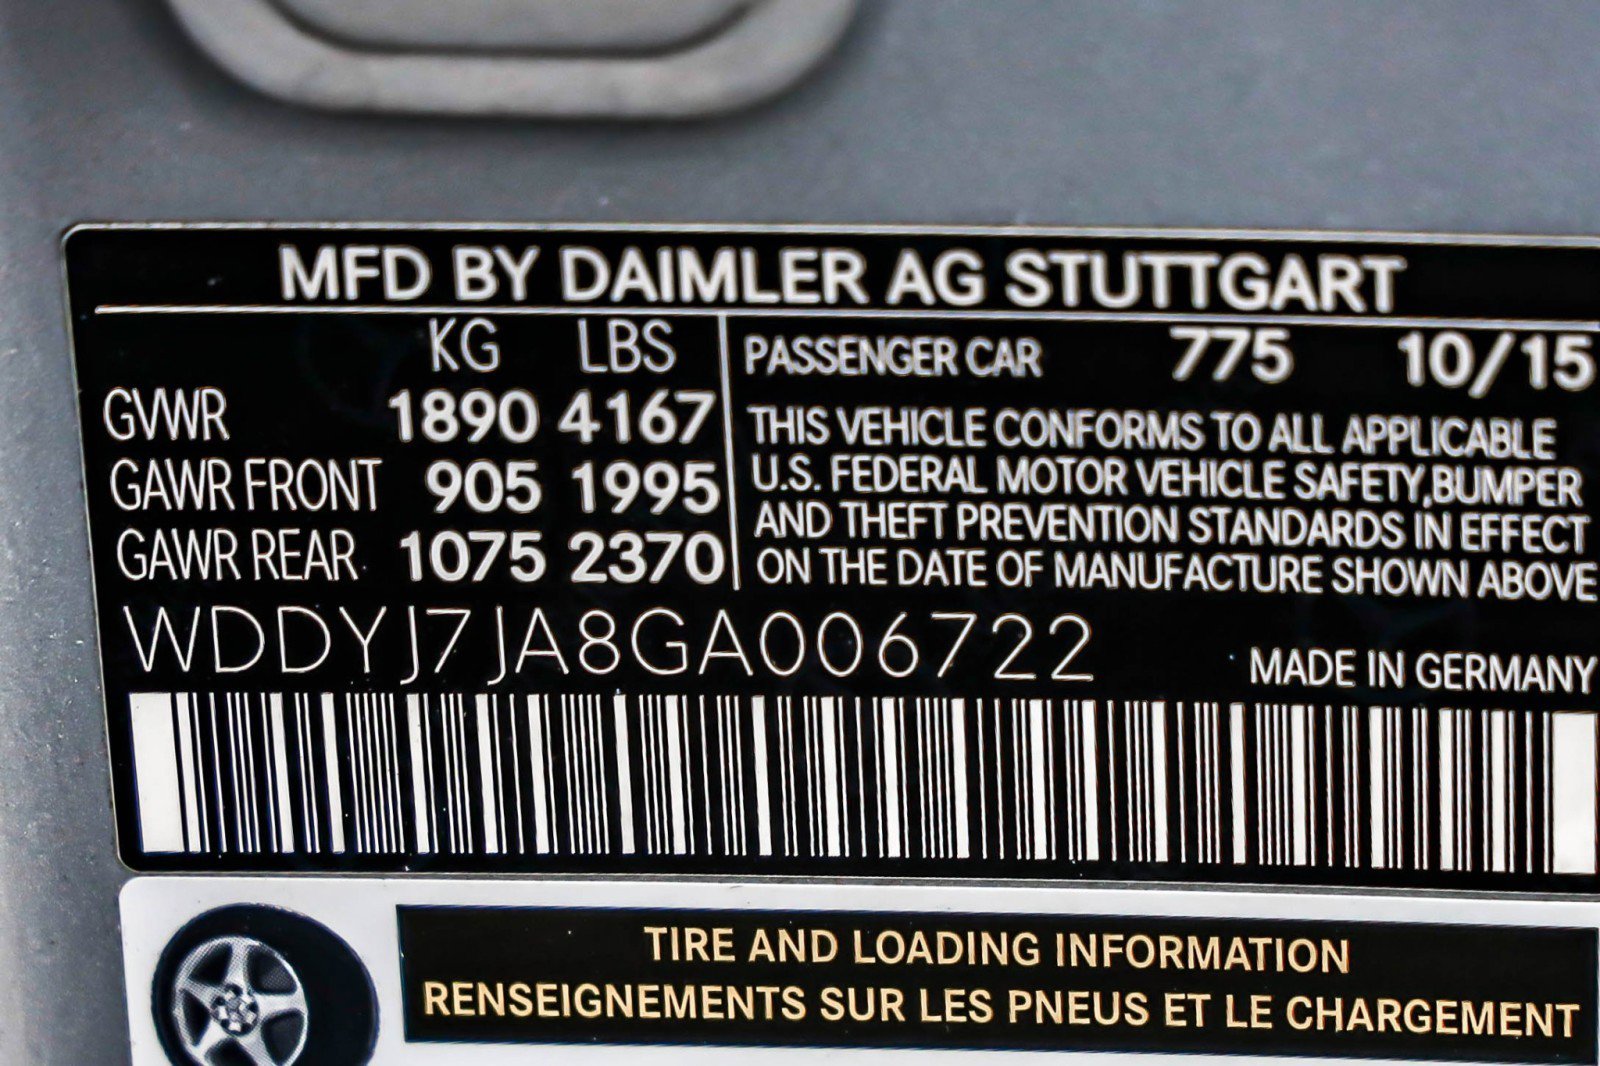 MFD BY DAIMLER AG STUTTGART
KG LBS
GVWR 1890 4167
GAWR FRONT 905 1995
GAWR REAR 1075 2370
PASSENGER CAR 775 10/15
THIS VEHICLE CONFORMS TO ALL APPLICABLE
U.S. FEDERAL MOTOR VEHICLE SAFETY,BUMPER
AND THEFT PREVENTION STANDARDS IN EFFECT
ON THE DATE OF MANUFACTURE SHOWN ABOVE
WDDYJ7JA8GA006722
MADE IN GERMANY
TIRE AND LOADING INFORMATION
RENSEIGNEMENTS SUR LES PNEUS ET LE CHARGEMENT